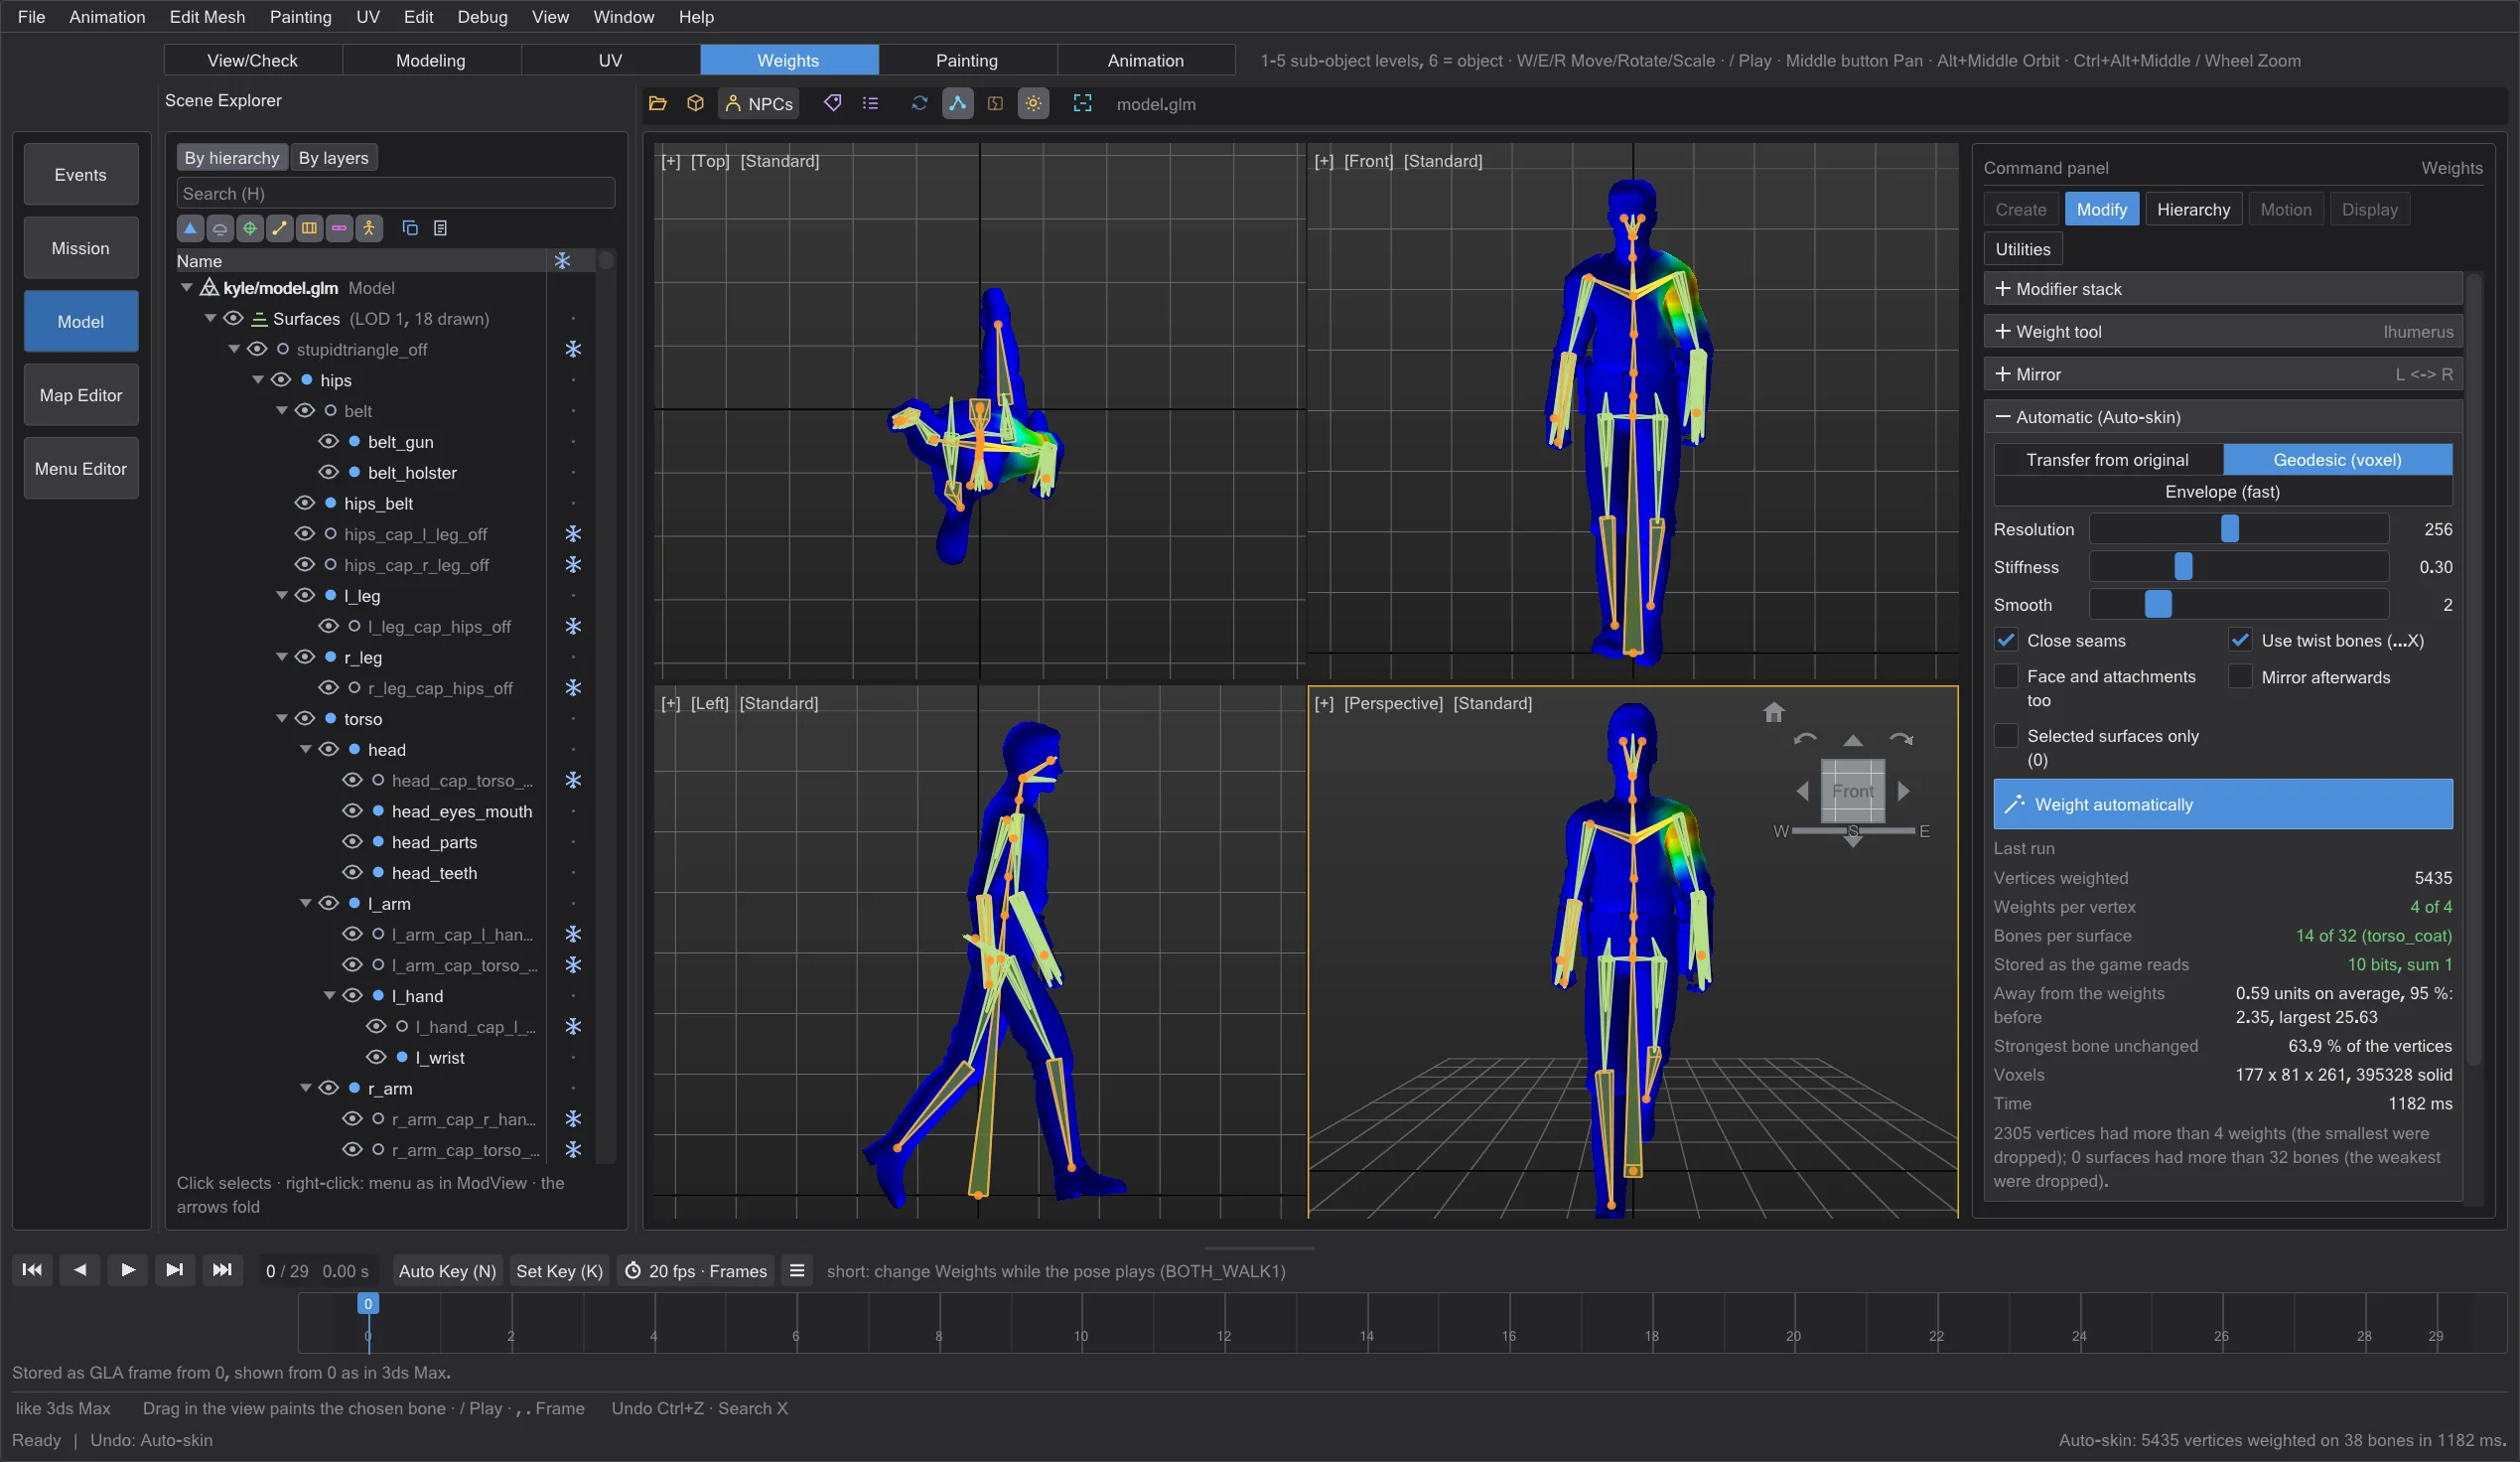 File Animation Edit Mesh Painting UV Edit Debug View Window Help
View/Check Modeling UV Weights Painting Animation 1-5 sub-object levels, 6 = object · W/E/R Move/Rotate/Scale · / Play · Middle button Pan · Alt+Middle Orbit · Ctrl+Alt+Middle / Wheel Zoom
Scene Explorer
NPCs model.glm
Events
Mission
Model
Map Editor
Menu Editor
By hierarchy By layers
Search (H)
Name
kyle/model.glm Model
Surfaces (LOD 1, 18 drawn)
stupidtriangle_off
hips
belt
belt_gun
belt_holster
hips_belt
hips_cap_l_leg_off
hips_cap_r_leg_off
l_leg
l_leg_cap_hips_off
r_leg
r_leg_cap_hips_off
torso
head
head_cap_torso_...
head_eyes_mouth
head_parts
head_teeth
l_arm
l_arm_cap_l_han...
l_arm_cap_torso_...
l_hand
l_hand_cap_l_...
l_wrist
r_arm
r_arm_cap_r_han...
r_arm_cap_torso_...
Click selects · right-click: menu as in ModView · the
arrows fold
[+] [Top] [Standard]
[+] [Front] [Standard]
[+] [Left] [Standard]
[+] [Perspective] [Standard]
Front
W S E
Command panel Weights
Create Modify Hierarchy Motion Display
Utilities
Modifier stack
Weight tool lhumerus
Mirror L <-> R
Automatic (Auto-skin)
Transfer from original Geodesic (voxel)
Envelope (fast)
Resolution 256
Stiffness 0.30
Smooth 2
Close seams Use twist bones (...X)
Face and attachments
too
Mirror afterwards
Selected surfaces only
(0)
Weight automatically
Last run
Vertices weighted 5435
Weights per vertex 4 of 4
Bones per surface 14 of 32 (torso_coat)
Stored as the game reads 10 bits, sum 1
Away from the weights
before
0.59 units on average, 95 %:
2.35, largest 25.63
Strongest bone unchanged 63.9 % of the vertices
Voxels 177 x 81 x 261, 395328 solid
Time 1182 ms
2305 vertices had more than 4 weights (the smallest were
dropped); 0 surfaces had more than 32 bones (the weakest
were dropped).
0 / 29 0.00 s Auto Key (N) Set Key (K) 20 fps · Frames short: change Weights while the pose plays (BOTH_WALK1)
0
0 2 4 6 8 10 12 14 16 18 20 22 24 26 28 29
Stored as GLA frame from 0, shown from 0 as in 3ds Max.
like 3ds Max Drag in the view paints the chosen bone · / Play · , . Frame Undo Ctrl+Z · Search X
Ready | Undo: Auto-skin Auto-skin: 5435 vertices weighted on 38 bones in 1182 ms.